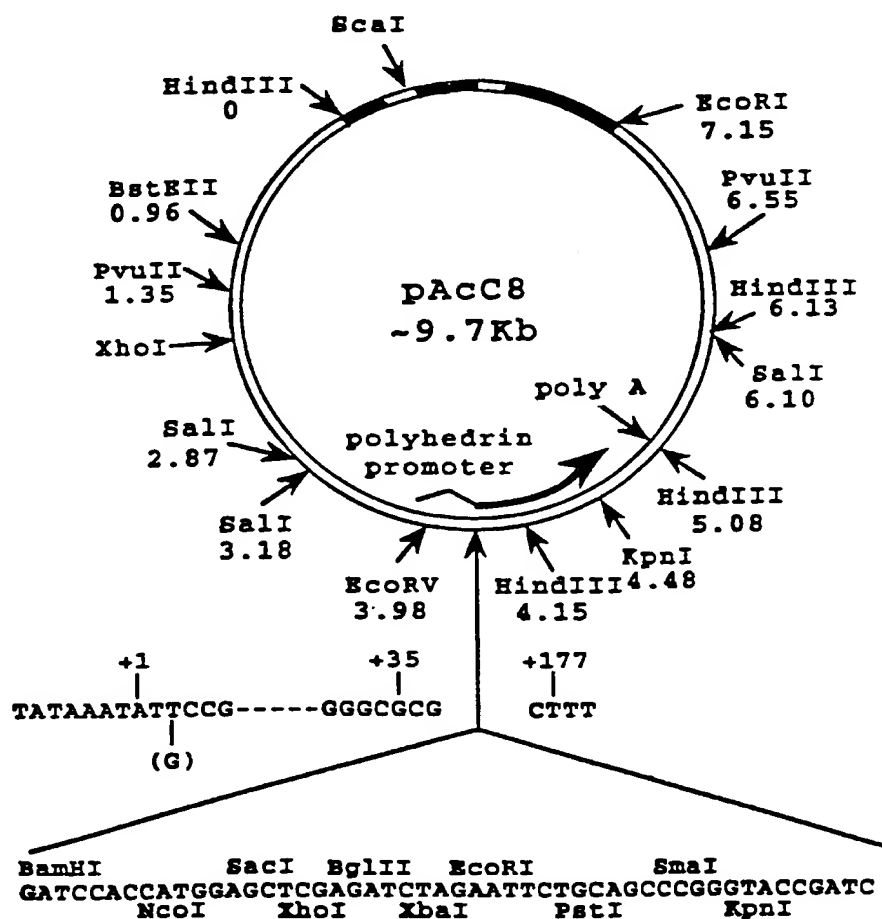 ScaI
HindIII
0
EcoRI
7.15
BstEII
0.96
PvuII
6.55
PvuII
1.35
pAcC8
~9.7Kb
HindIII
6.13
XhoI
SalI
6.10
poly A
SalI
2.87
polyhedrin
promoter
HindIII
5.08
SalI
3.18
KpnI
4.48
EcoRV
3.98
HindIII
4.15
+1
+35
+177
TATAAATATTCCG-----GGGCGCG
CTTT
(G)
BamHI SacI BglII EcoRI SmaI
GATCCACCATGGAGCTCGAGATCTAGAATTCTGCAGCCCGGGTACCGATC
NcoI XhoI XbaI PstI KpnI